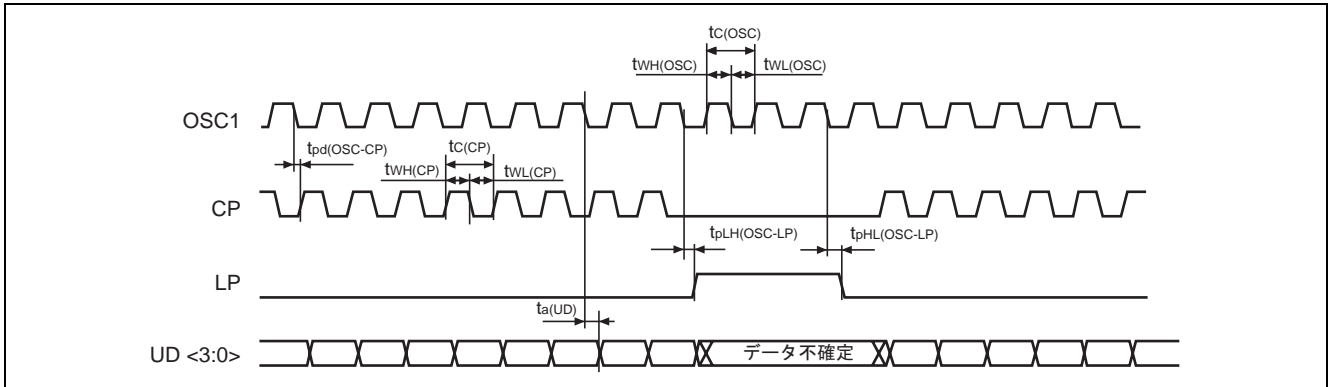 tC(OSC)
tWH(OSC) tWL(OSC)
OSC1
tpd(OSC-CP) tC(CP)
tWH(CP) tWL(CP)
CP
tpLH(OSC-LP) tpHL(OSC-LP)
LP
ta(UD)
UD <3:0> データ不確定